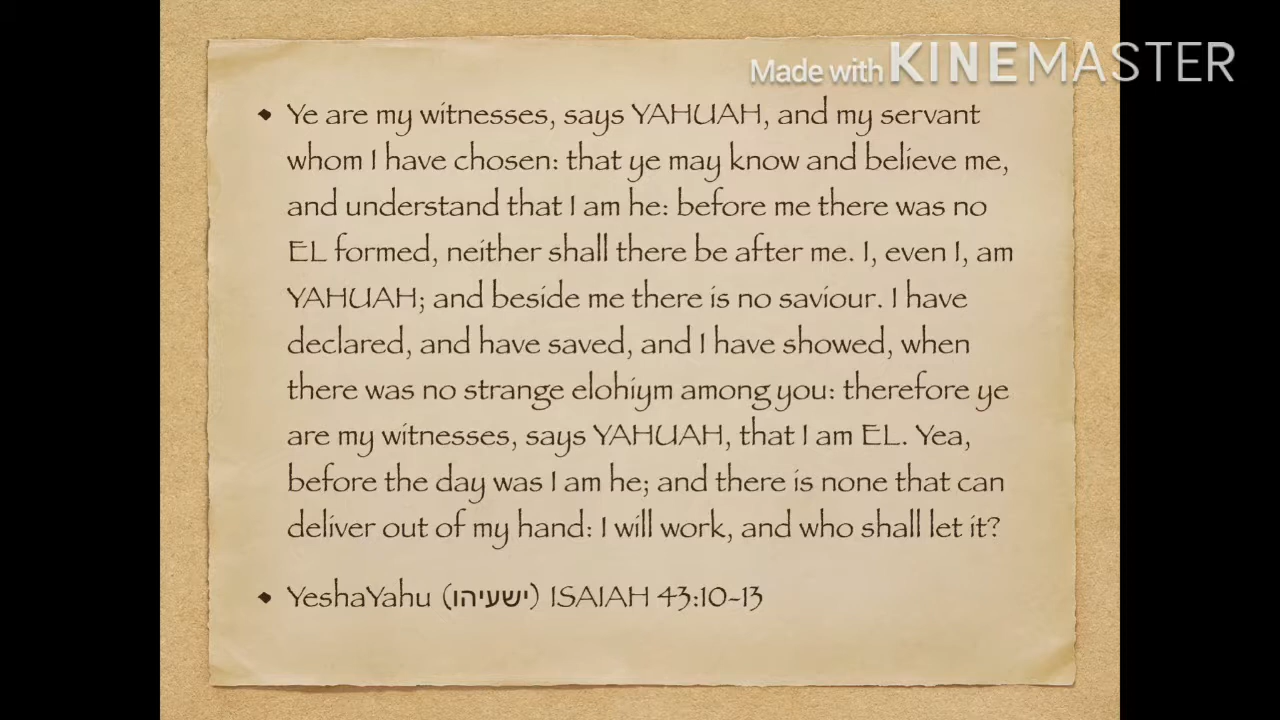 Made with KINEMASTER
• Ye are my witnesses, says YAHUAH, and my servant
whom I have chosen: that ye may know and believe me,
and understand that I am he: before me there was no
EL formed, neither shall there be after me. I, even I, am
YAHUAH; and beside me there is no saviour. I have
declared, and have saved, and I have showed, when
there was no strange elohiym among you: therefore ye
are my witnesses, says YAHUAH, that I am EL. Yea,
before the day was I am he; and there is none that can
deliver out of my hand: I will work, and who shall let it?
• YeshaYahu (ישעיהו) ISAIAH 43:10-13